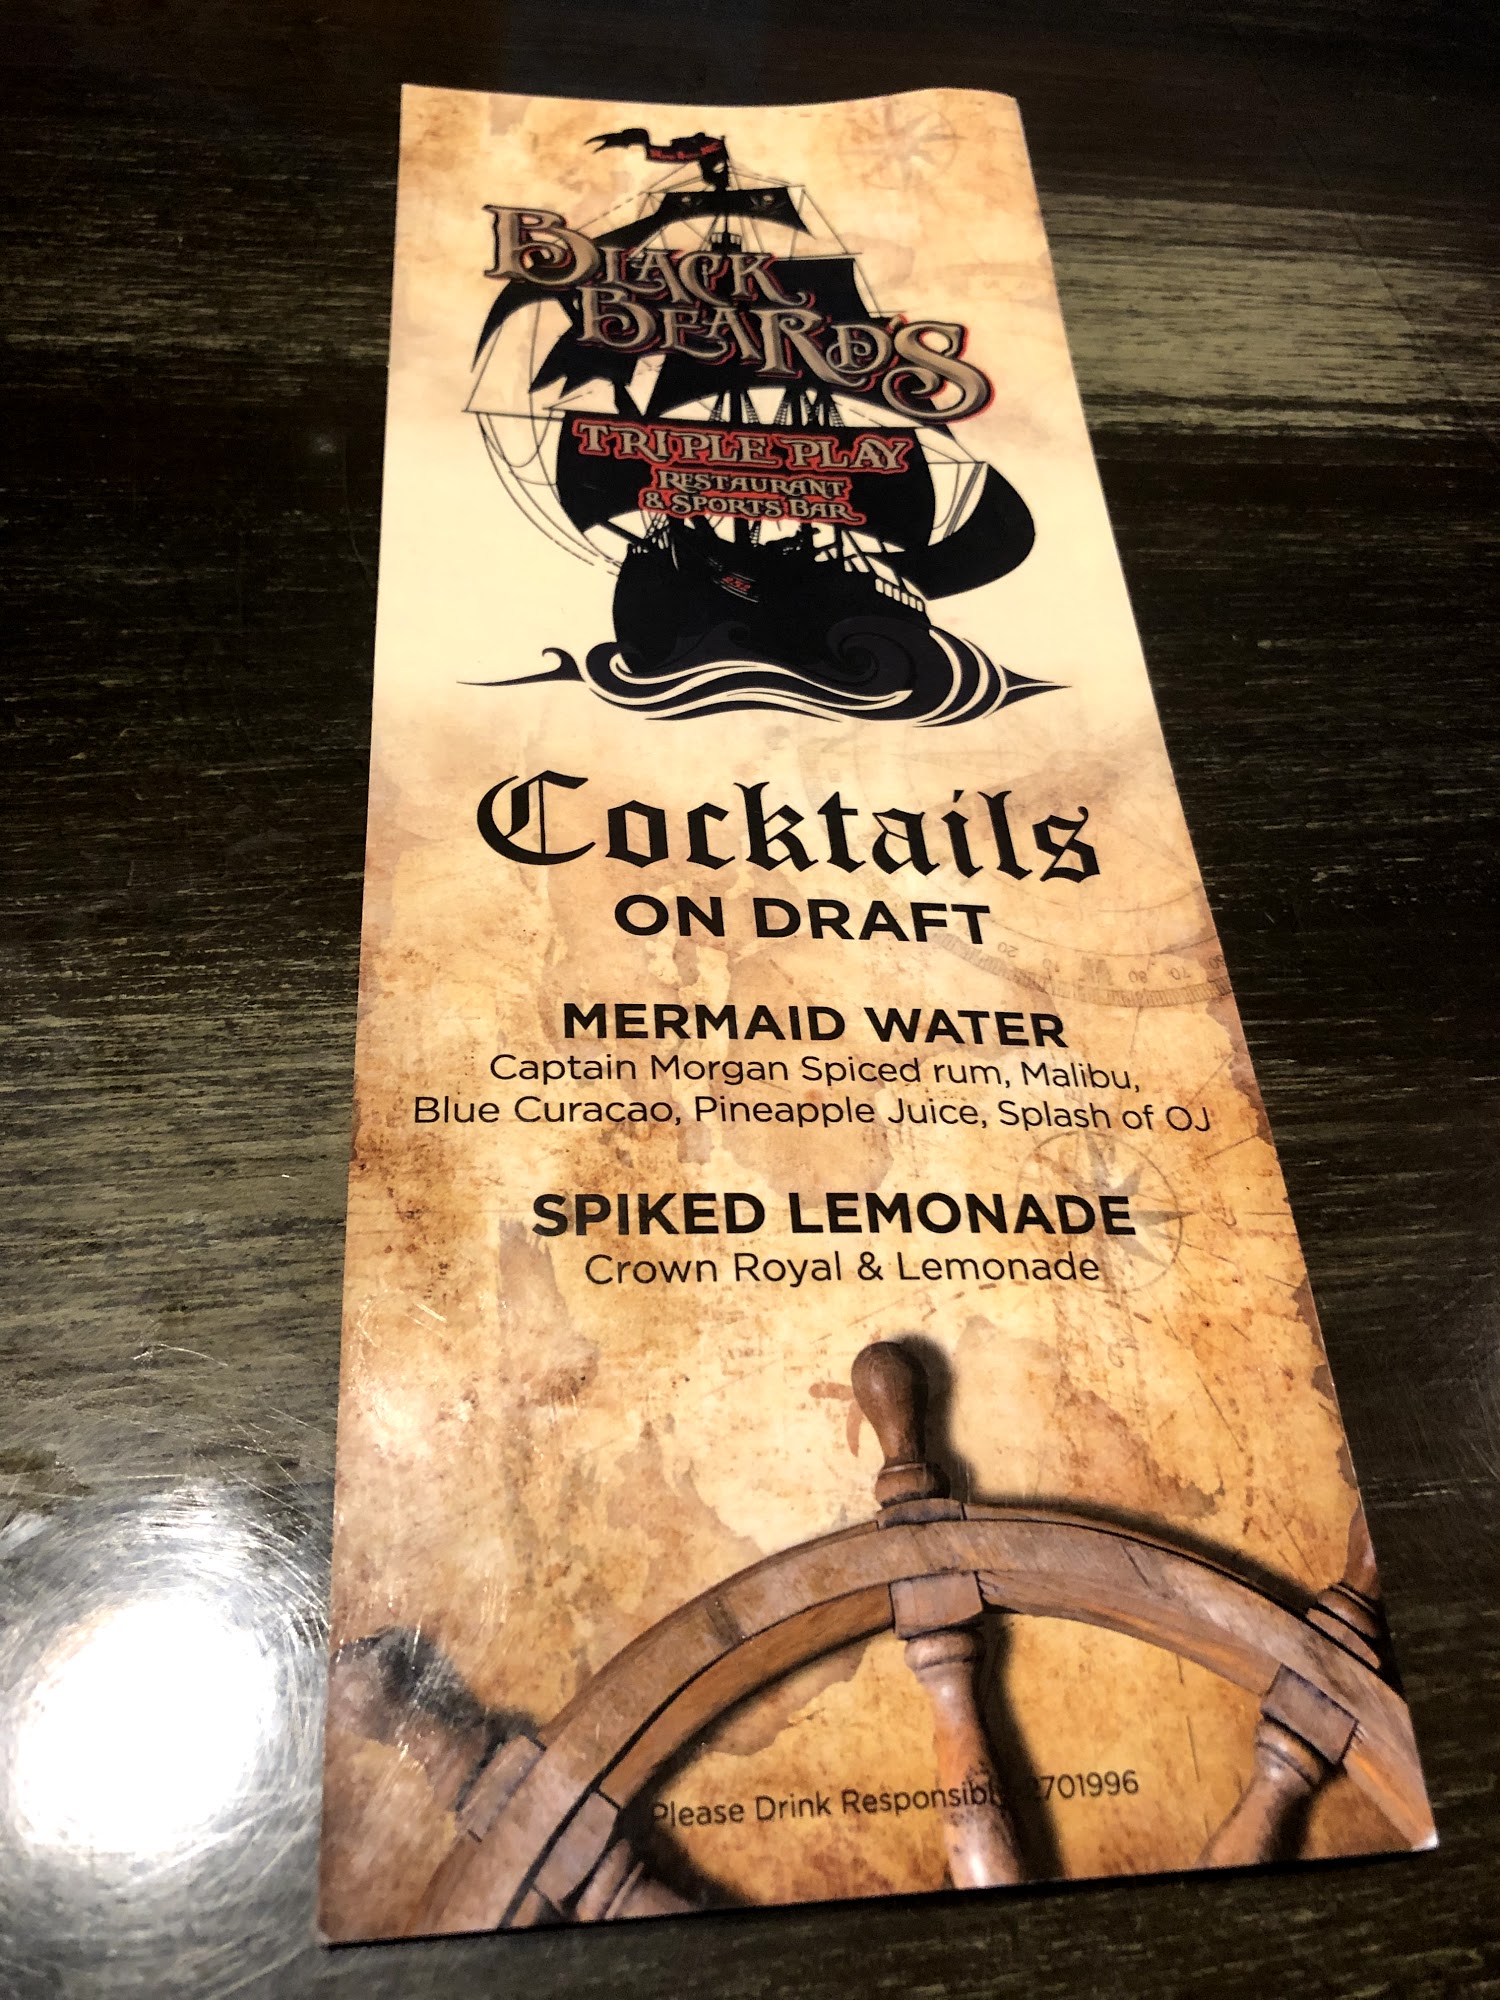 BLACK
BEARD'S
TRIPLE PLAY
RESTAURANT
& SPORTS BAR
252
Cocktails
ON DRAFT
MERMAID WATER
Captain Morgan Spiced rum, Malibu,
Blue Curacao, Pineapple Juice, Splash of OJ
SPIKED LEMONADE
Crown Royal & Lemonade
Please Drink Responsibly 2701996